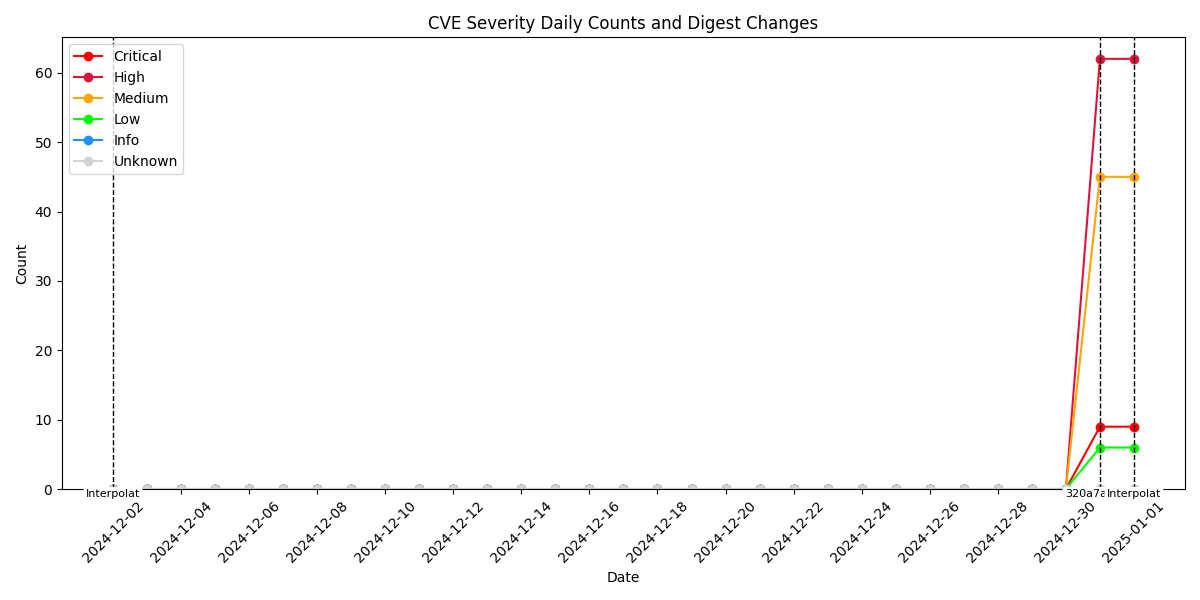 CVE Severity Daily Counts and Digest Changes
Critical
High
Medium
Low
Info
Unknown
60
50
40
30
20
10
0
Count
Interpolat
Interpolat
2024-12-02
2024-12-04
2024-12-06
2024-12-08
2024-12-10
2024-12-12
2024-12-14
2024-12-16
2024-12-18
2024-12-20
2024-12-22
2024-12-24
2024-12-26
2024-12-28
2024-12-30
2025-01-01
Date